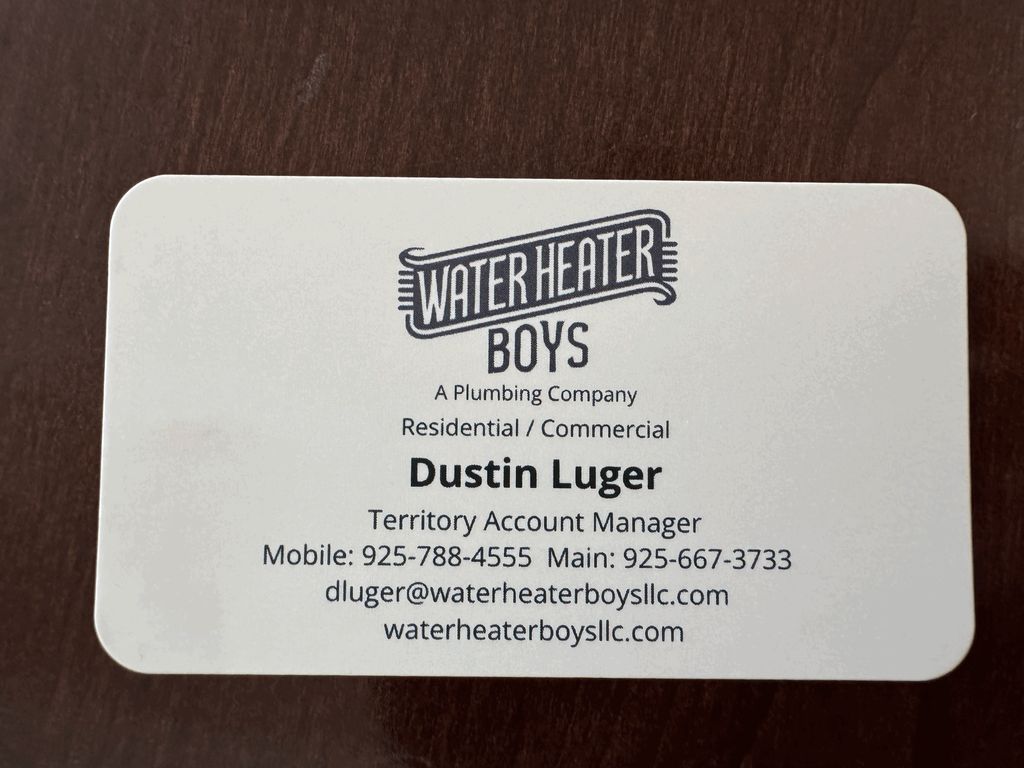 WATER HEATER
BOYS
A Plumbing Company
Residential / Commercial
Dustin Luger
Territory Account Manager
Mobile: 925-788-4555 Main: 925-667-3733
dluger@waterheaterboysllc.com
waterheaterboysllc.com